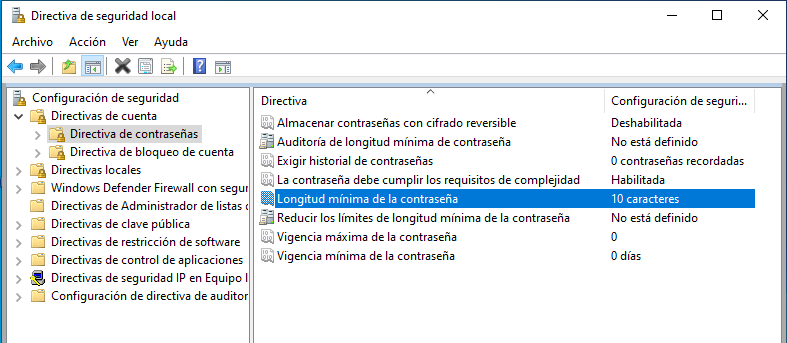 Directiva de seguridad local
Archivo Acción Ver Ayuda
Configuración de seguridad
Directivas de cuenta
Directiva de contraseñas
Directiva de bloqueo de cuenta
Directivas locales
Windows Defender Firewall con segur
Directivas de Administrador de listas d
Directivas de clave pública
Directivas de restricción de software
Directivas de control de aplicaciones
Directivas de seguridad IP en Equipo l
Configuración de directiva de auditor
Directiva Configuración de seguri...
Almacenar contraseñas con cifrado reversible Deshabilitada
Auditoría de longitud mínima de contraseña No está definido
Exigir historial de contraseñas 0 contraseñas recordadas
La contraseña debe cumplir los requisitos de complejidad Habilitada
Longitud mínima de la contraseña 10 caracteres
Reducir los límites de longitud mínima de la contraseña No está definido
Vigencia máxima de la contraseña 0
Vigencia mínima de la contraseña 0 días